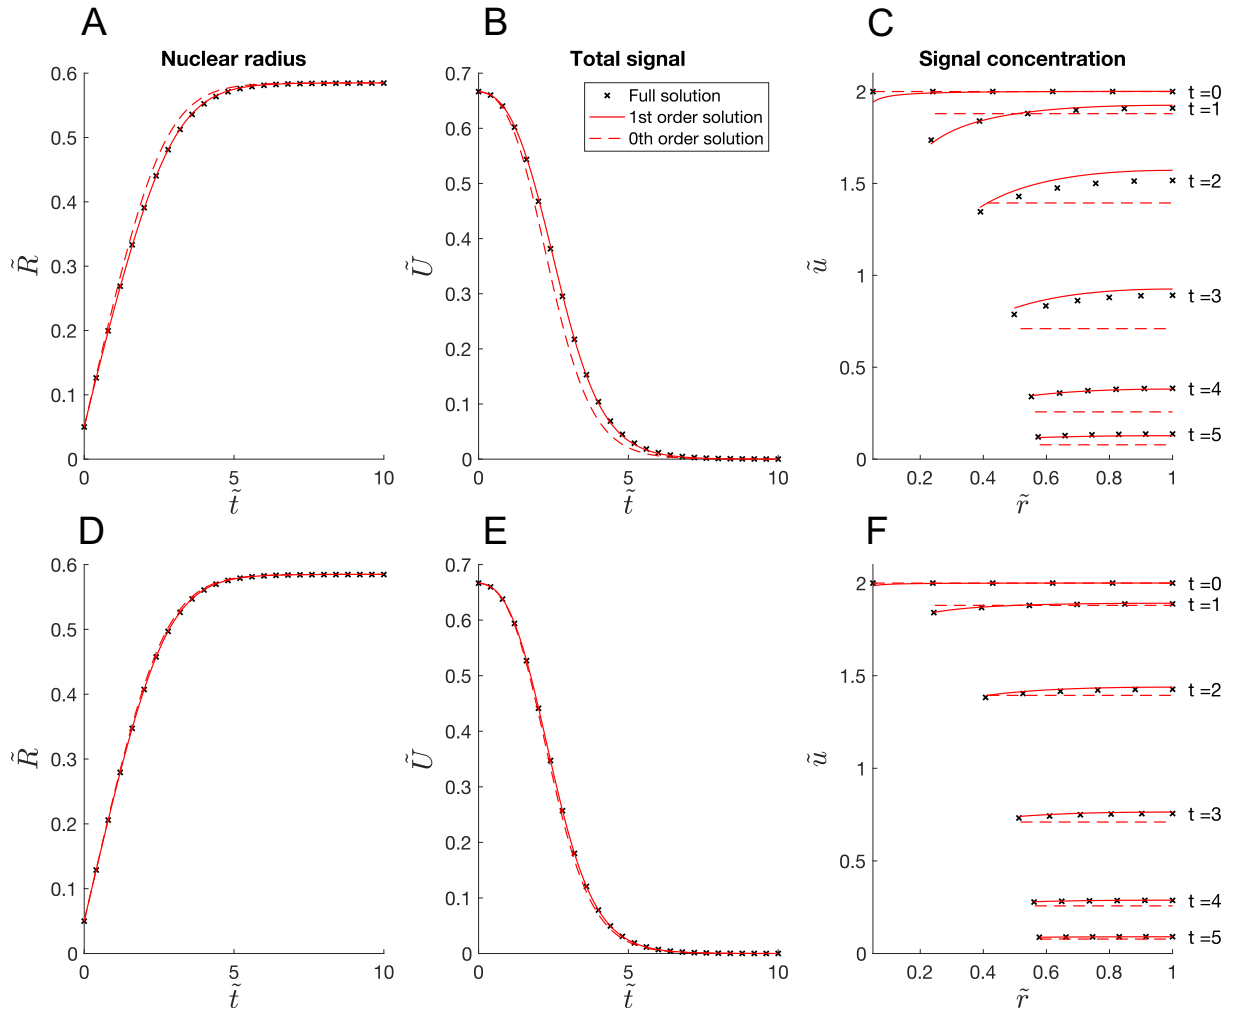 A
B
C
Nuclear radius
Total signal
Signal concentration
0.6
0.5
0.4
0.3
0.2
0.1
0
0
5
10
R̃
t̃
0.7
0.6
0.5
0.4
0.3
0.2
0.1
0
0
5
10
Ũ
t̃
Full solution
1st order solution
0th order solution
2
1.5
1
0.5
0
0.2
0.4
0.6
0.8
1
ũ
r̃
t =0
t =1
t =2
t =3
t =4
t =5
D
E
F
0.6
0.5
0.4
0.3
0.2
0.1
0
0
5
10
R̃
t̃
0.7
0.6
0.5
0.4
0.3
0.2
0.1
0
0
5
10
Ũ
t̃
2
1.5
1
0.5
0
0.2
0.4
0.6
0.8
1
ũ
r̃
t =0
t =1
t =2
t =3
t =4
t =5